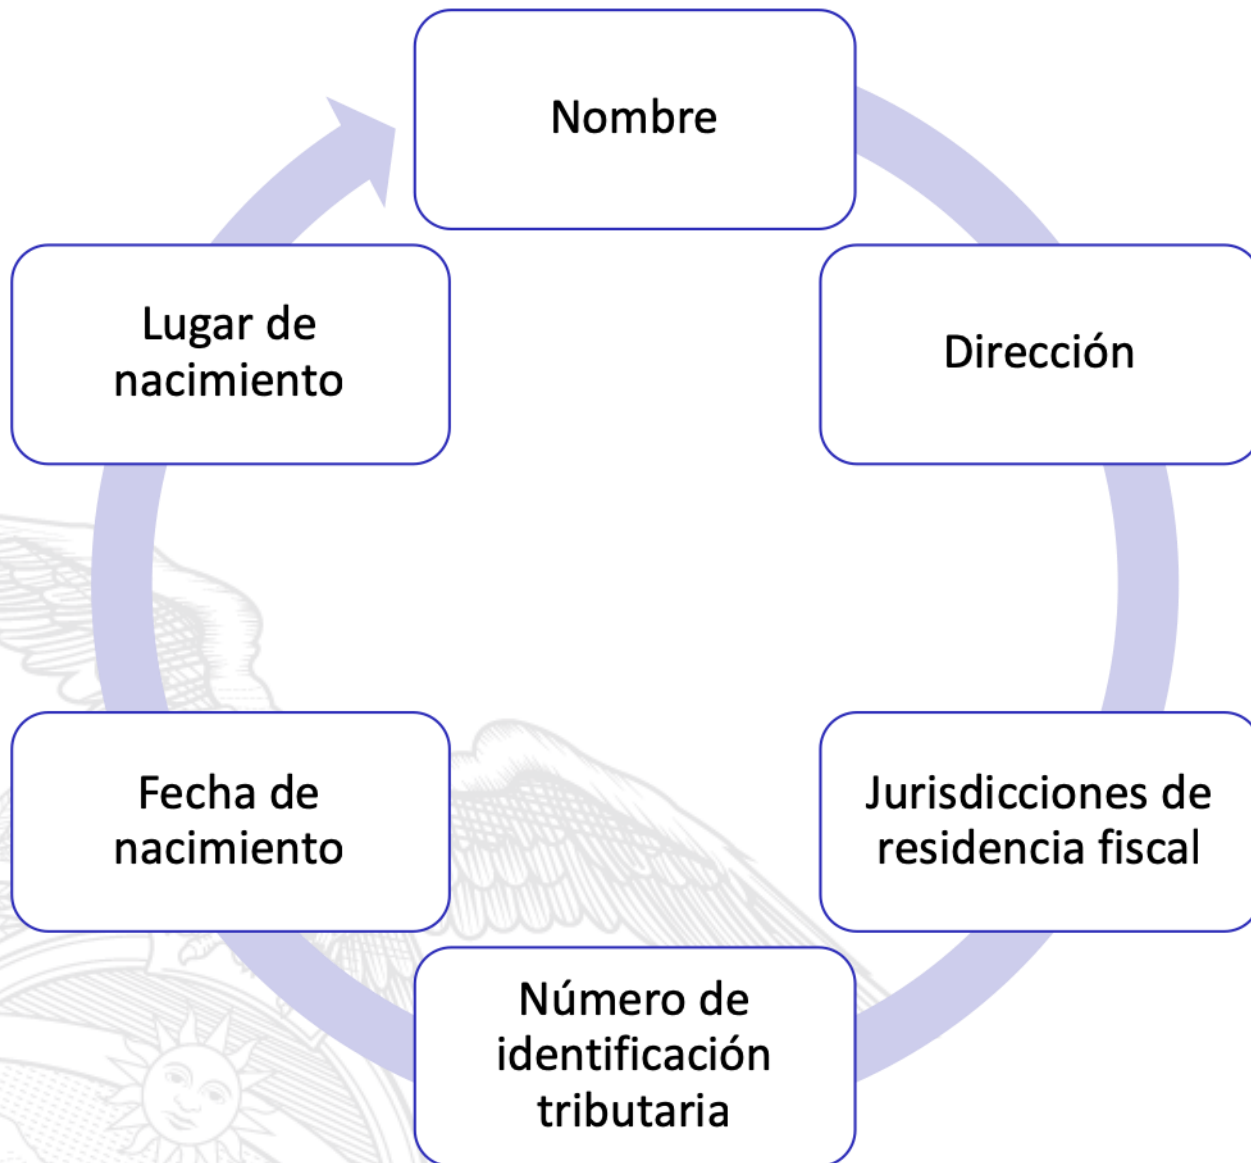 Nombre
Dirección
Jurisdicciones de
residencia fiscal
Número de
identificación
tributaria
Fecha de
nacimiento
Lugar de
nacimiento